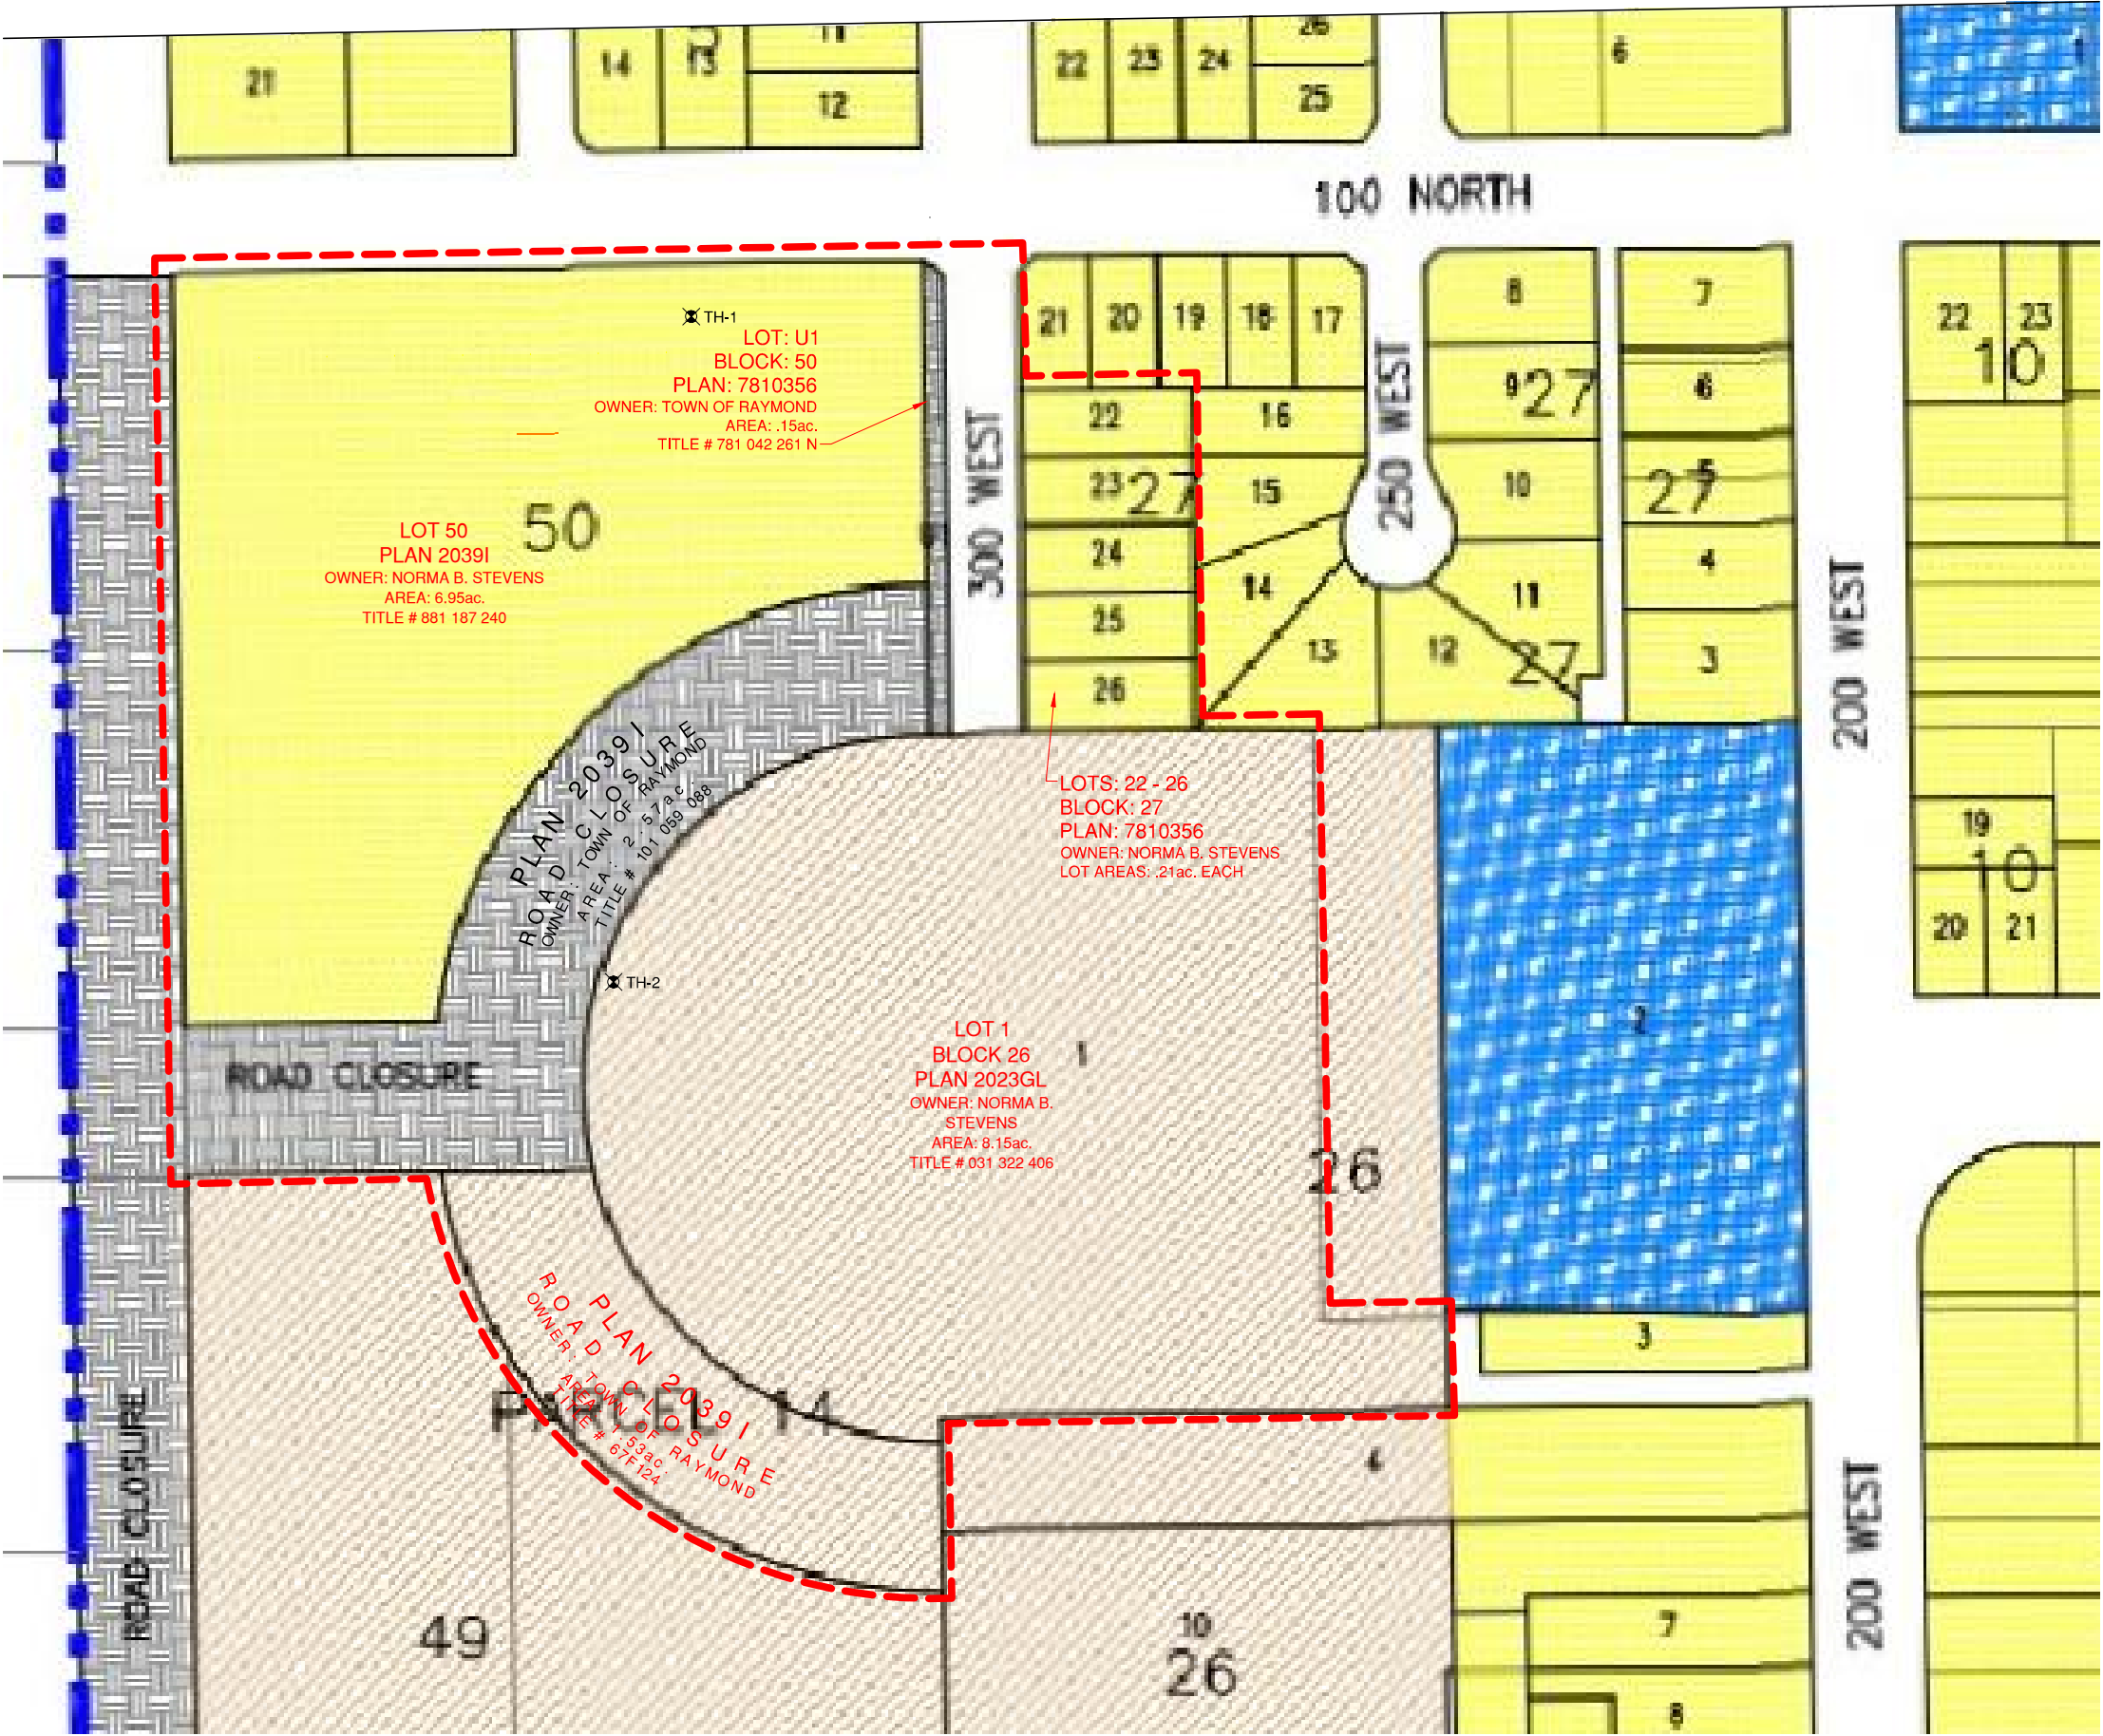 21
14
13
11
12
22
23
24
26
25
6
1
100 NORTH
TH-1
LOT: U1
BLOCK: 50
PLAN: 7810356
OWNER: TOWN OF RAYMOND
AREA: .15ac.
TITLE # 781 042 261 N
50
LOT 50
PLAN 2039I
OWNER: NORMA B. STEVENS
AREA: 6.95ac.
TITLE # 881 187 240
300 WEST
21
20
19
18
17
22
16
23
27
15
24
14
25
13
26
250 WEST
8
7
9
27
6
10
5
27
4
11
12
27
3
200 WEST
22
23
10
19
10
20
21
PLAN 2039I
ROAD CLOSURE
OWNER: TOWN OF RAYMOND
AREA: 2.57ac.
TITLE # 101 059 088
LOTS: 22 - 26
BLOCK: 27
PLAN: 7810356
OWNER: NORMA B. STEVENS
LOT AREAS: .21ac. EACH
TH-2
ROAD CLOSURE
LOT 1
BLOCK 26
PLAN 2023GL
OWNER: NORMA B.
STEVENS
AREA: 8.15ac.
TITLE # 031 322 406
1
26
2
3
PLAN 2039I
ROAD CLOSURE
OWNER: TOWN OF RAYMOND
AREA: 1.53ac.
TITLE # 67F124
PARCEL 14
ROAD CLOSURE
49
10
26
7
8
200 WEST